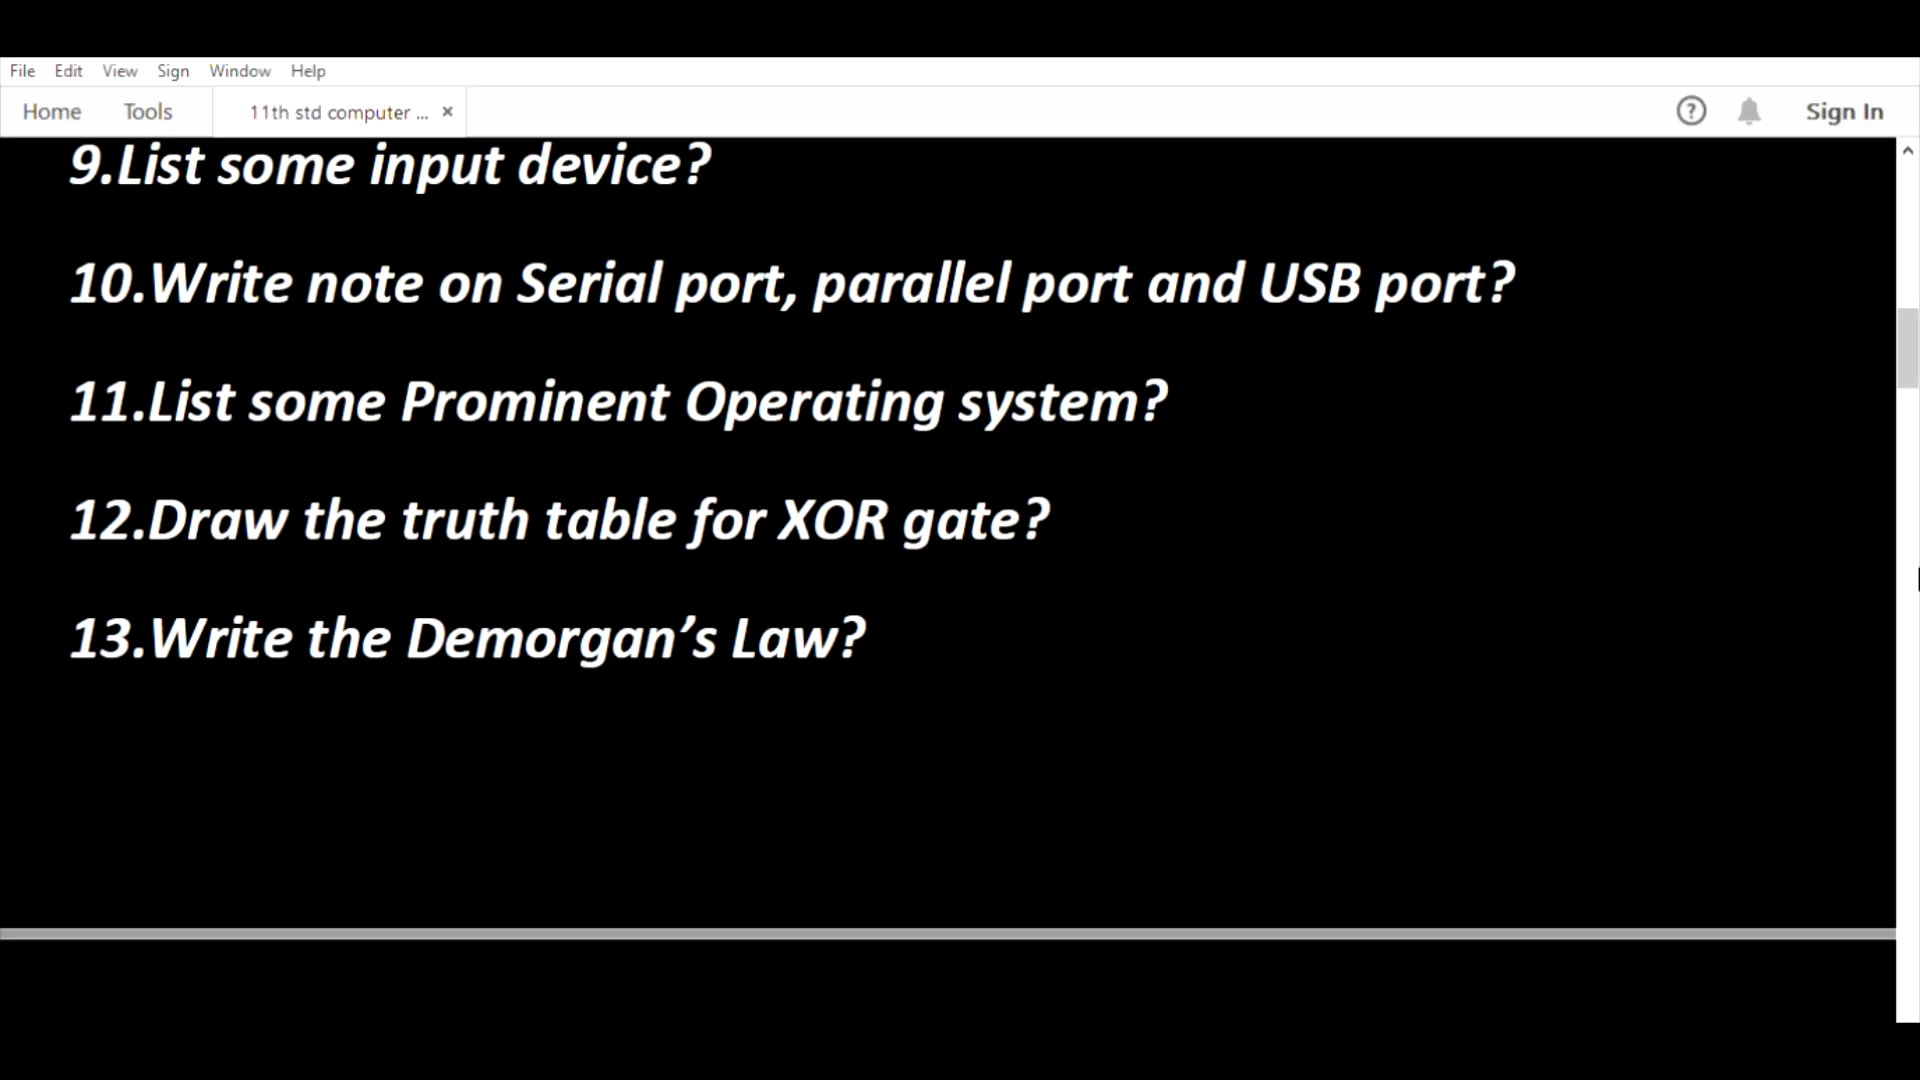 File Edit View Sign Window Help
Home Tools 11th std computer ... × ? Sign In
9.List some input device?
10.Write note on Serial port, parallel port and USB port?
11.List some Prominent Operating system?
12.Draw the truth table for XOR gate?
13.Write the Demorgan’s Law?